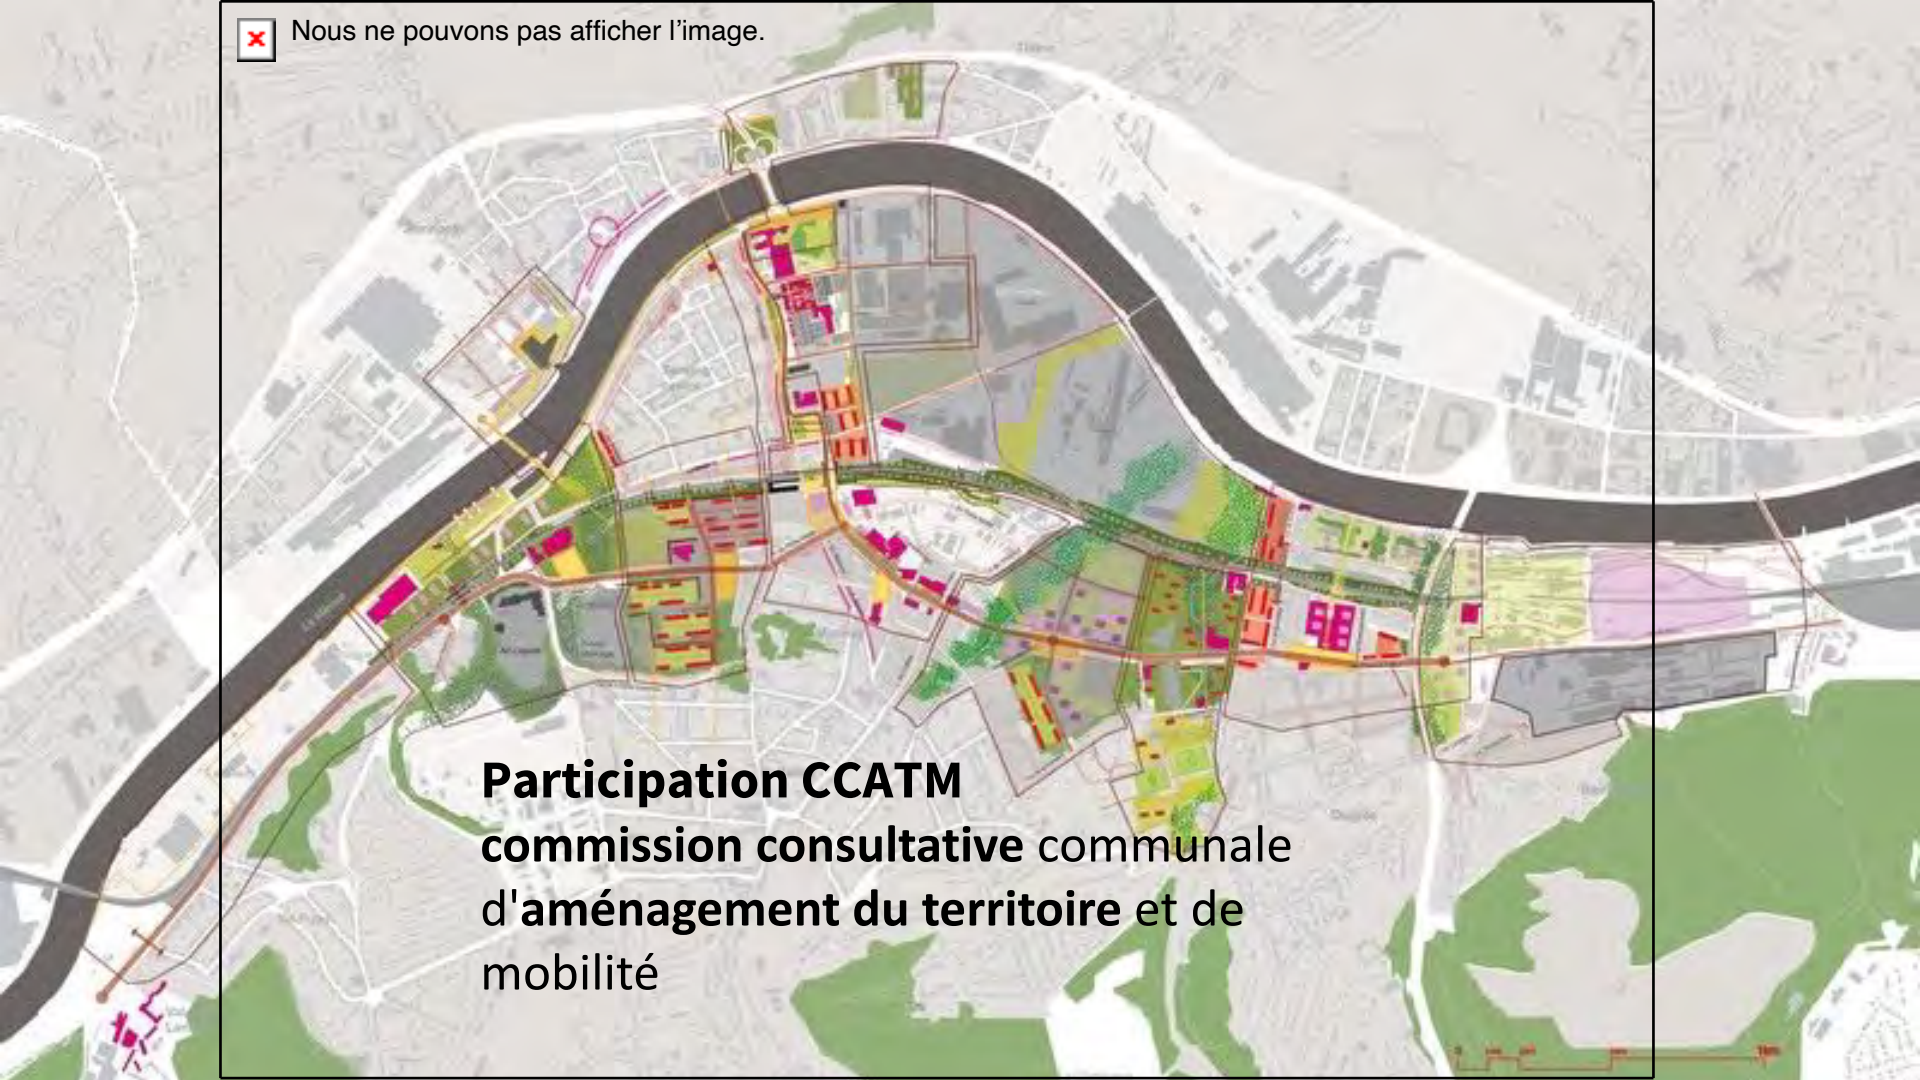 Nous ne pouvons pas afficher l'image.
Participation CCATM
commission consultative communale
d'aménagement du territoire et de
mobilité